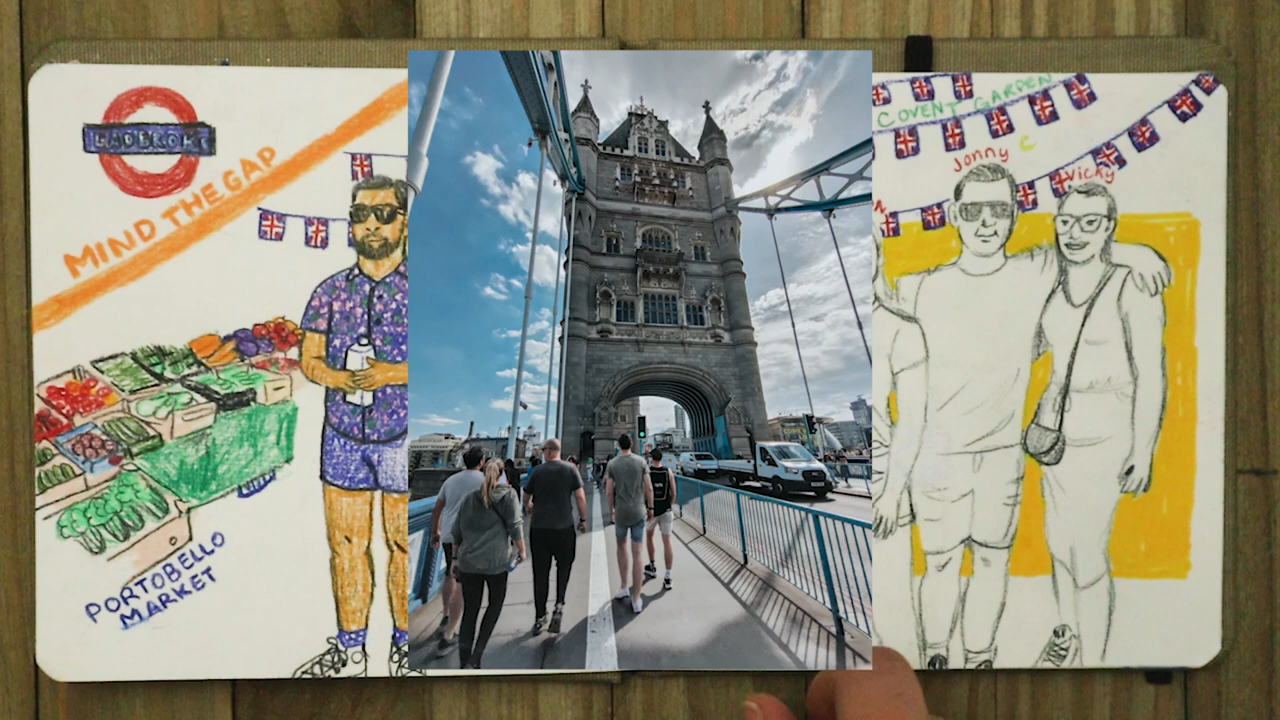 LADBROKE
MIND THE GAP
PORTOBELLO
MARKET
COVENT GARDEN
C
Jonny
Vicky